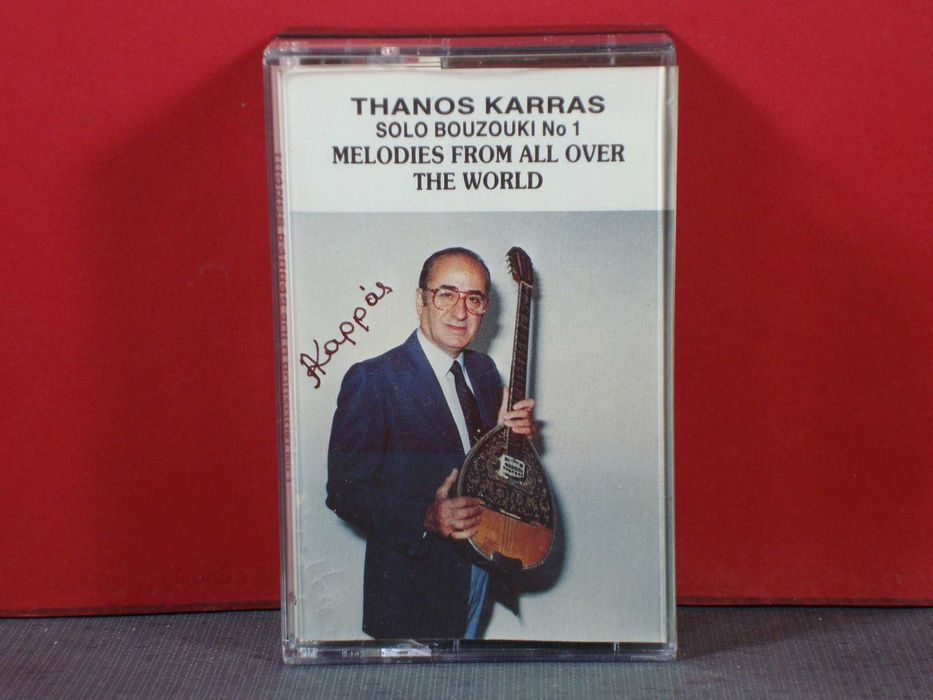 THANOS KARRAS
SOLO BOUZOUKI No 1
MELODIES FROM ALL OVER
THE WORLD
Καρράς